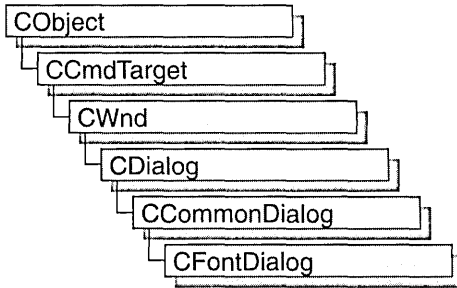 CObject
CCmdTarget
CWnd
CDialog
CCommonDialog
CFontDialog